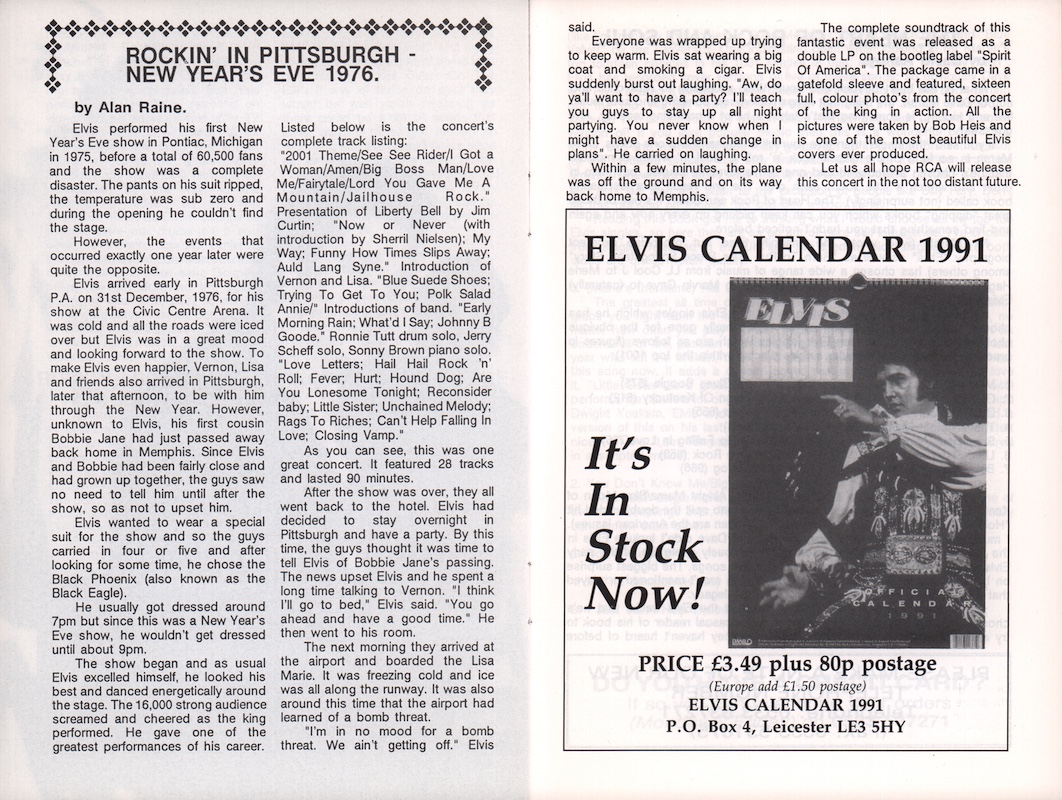 ROCKIN' IN PITTSBURGH -
NEW YEAR'S EVE 1976.
by Alan Raine.
Elvis performed his first New
Year's Eve show in Pontiac, Michigan
in 1975, before a total of 60,500 fans
and the show was a complete
disaster. The pants on his suit ripped,
the temperature was sub zero and
during the opening he couldn't find
the stage.
However, the events that
occurred exactly one year later were
quite the opposite.
Elvis arrived early in Pittsburgh
P.A. on 31st December, 1976, for his
show at the Civic Centre Arena. It
was cold and all the roads were iced
over but Elvis was in a great mood
and looking forward to the show. To
make Elvis even happier, Vernon, Lisa
and friends also arrived in Pittsburgh,
later that afternoon, to be with him
through the New Year. However,
unknown to Elvis, his first cousin
Bobbie Jane had just passed away
back home in Memphis. Since Elvis
and Bobbie had been fairly close and
had grown up together, the guys saw
no need to tell him until after the
show, so as not to upset him.
Elvis wanted to wear a special
suit for the show and so the guys
carried in four or five and after
looking for some time, he chose the
Black Phoenix (also known as the
Black Eagle).
He usually got dressed around
7pm but since this was a New Year's
Eve show, he wouldn't get dressed
until about 9pm.
The show began and as usual
Elvis excelled himself, he looked his
best and danced energetically around
the stage. The 16,000 strong audience
screamed and cheered as the king
performed. He gave one of the
greatest performances of his career.
Listed below is the concert's
complete track listing:
"2001 Theme/See See Rider/I Got a
Woman/Amen/Big Boss Man/Love
Me/Fairytale/Lord You Gave Me A
Mountain/Jailhouse Rock."
Presentation of Liberty Bell by Jim
Curtin; "Now or Never (with
introduction by Sherril Nielsen); My
Way; Funny How Times Slips Away;
Auld Lang Syne." Introduction of
Vernon and Lisa. "Blue Suede Shoes;
Trying To Get To You; Polk Salad
Annie/" Introductions of band. "Early
Morning Rain; What'd I Say; Johnny B
Goode." Ronnie Tutt drum solo, Jerry
Scheff solo, Sonny Brown piano solo.
"Love Letters; Hail Hail Rock 'n'
Roll; Fever; Hurt; Hound Dog; Are
You Lonesome Tonight; Reconsider
baby; Little Sister; Unchained Melody;
Rags To Riches; Can't Help Falling In
Love; Closing Vamp."
As you can see, this was one
great concert. It featured 28 tracks
and lasted 90 minutes.
After the show was over, they all
went back to the hotel. Elvis had
decided to stay overnight in
Pittsburgh and have a party. By this
time, the guys thought it was time to
tell Elvis of Bobbie Jane's passing.
The news upset Elvis and he spent a
long time talking to Vernon. "I think
I'll go to bed," Elvis said. "You go
ahead and have a good time." He
then went to his room.
The next morning they arrived at
the airport and boarded the Lisa
Marie. It was freezing cold and ice
was all along the runway. It was also
around this time that the airport had
learned of a bomb threat.
"I'm in no mood for a bomb
threat. We ain't getting off." Elvis
said.
Everyone was wrapped up trying
to keep warm. Elvis sat wearing a big
coat and smoking a cigar. Elvis
suddenly burst out laughing. "Aw, do
ya'll want to have a party? I'll teach
you guys to stay up all night
partying. You never know when I
might have a sudden change in
plans". He carried on laughing.
Within a few minutes, the plane
was off the ground and on its way
back home to Memphis.
The complete soundtrack of this
fantastic event was released as a
double LP on the bootleg label "Spirit
Of America". The package came in a
gatefold sleeve and featured, sixteen
full, colour photo's from the concert
of the king in action. All the
pictures were taken by Bob Heis and
is one of the most beautiful Elvis
covers ever produced.
Let us all hope RCA will release
this concert in the not too distant future.
ELVIS CALENDAR 1991
ELVIS
It's
In
Stock
Now!
OFFICIAL
CALENDAR
1991
DANILO
PRICE £3.49 plus 80p postage
(Europe add £1.50 postage)
ELVIS CALENDAR 1991
P.O. Box 4, Leicester LE3 5HY